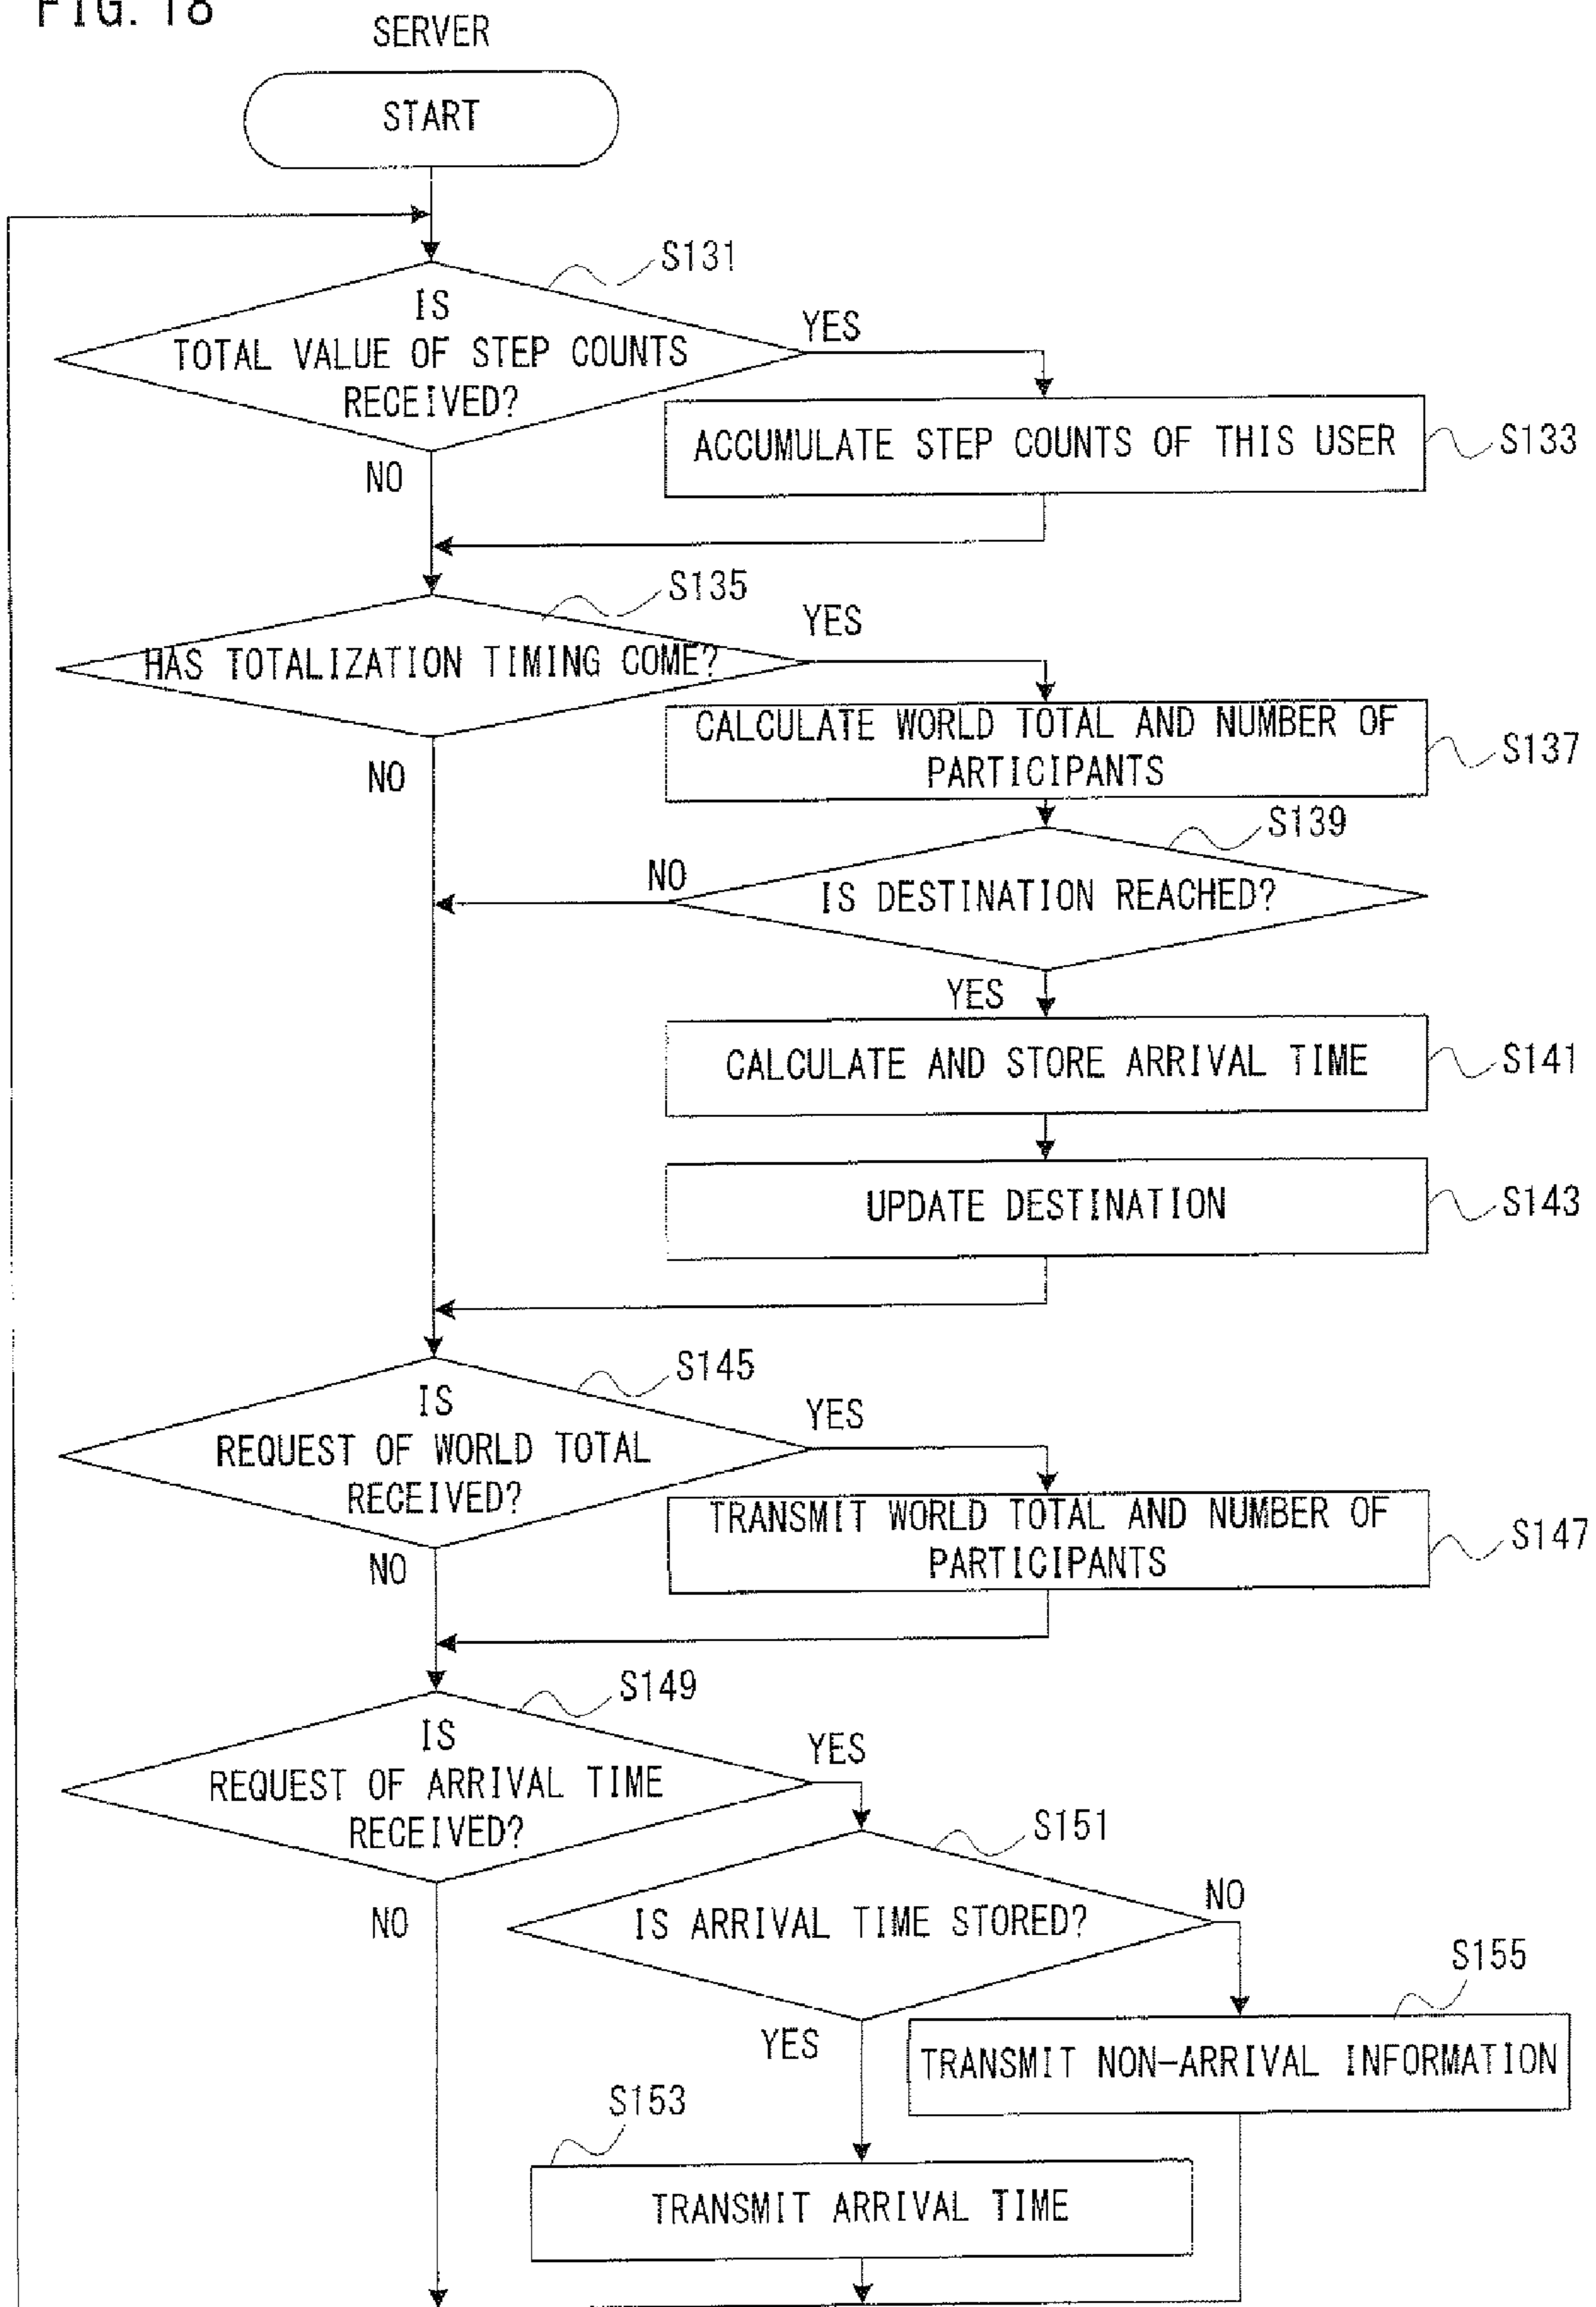 FIG. 18
SERVER
START
S131
IS
TOTAL VALUE OF STEP COUNTS
RECEIVED?
YES
NO
ACCUMULATE STEP COUNTS OF THIS USER
S133
S135
HAS TOTALIZATION TIMING COME?
YES
NO
CALCULATE WORLD TOTAL AND NUMBER OF
PARTICIPANTS
S137
S139
IS DESTINATION REACHED?
NO
YES
CALCULATE AND STORE ARRIVAL TIME
S141
UPDATE DESTINATION
S143
S145
IS
REQUEST OF WORLD TOTAL
RECEIVED?
YES
NO
TRANSMIT WORLD TOTAL AND NUMBER OF
PARTICIPANTS
S147
S149
IS
REQUEST OF ARRIVAL TIME
RECEIVED?
YES
NO
S151
IS ARRIVAL TIME STORED?
NO
YES
S155
TRANSMIT NON-ARRIVAL INFORMATION
S153
TRANSMIT ARRIVAL TIME